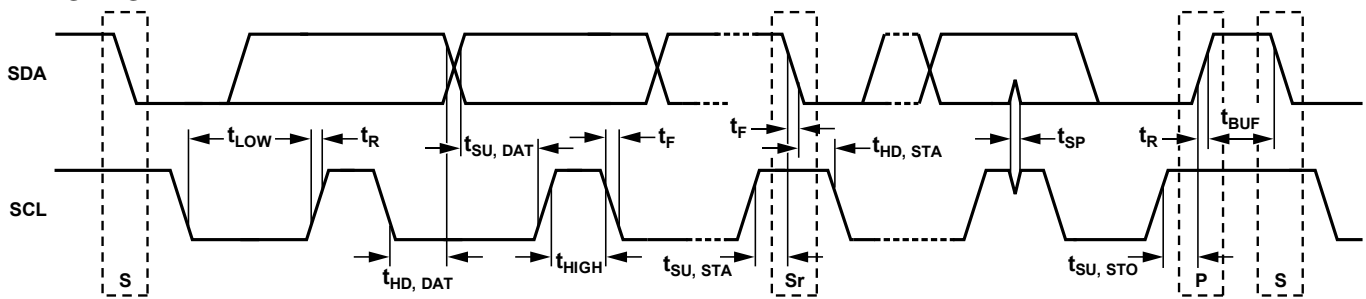 SDA
tLOW
tR
tSU, DAT
tF
tF
tHD, STA
tSP
tR
tBUF
SCL
tHD, DAT
tHIGH
tSU, STA
tSU, STO
S
Sr
P
S